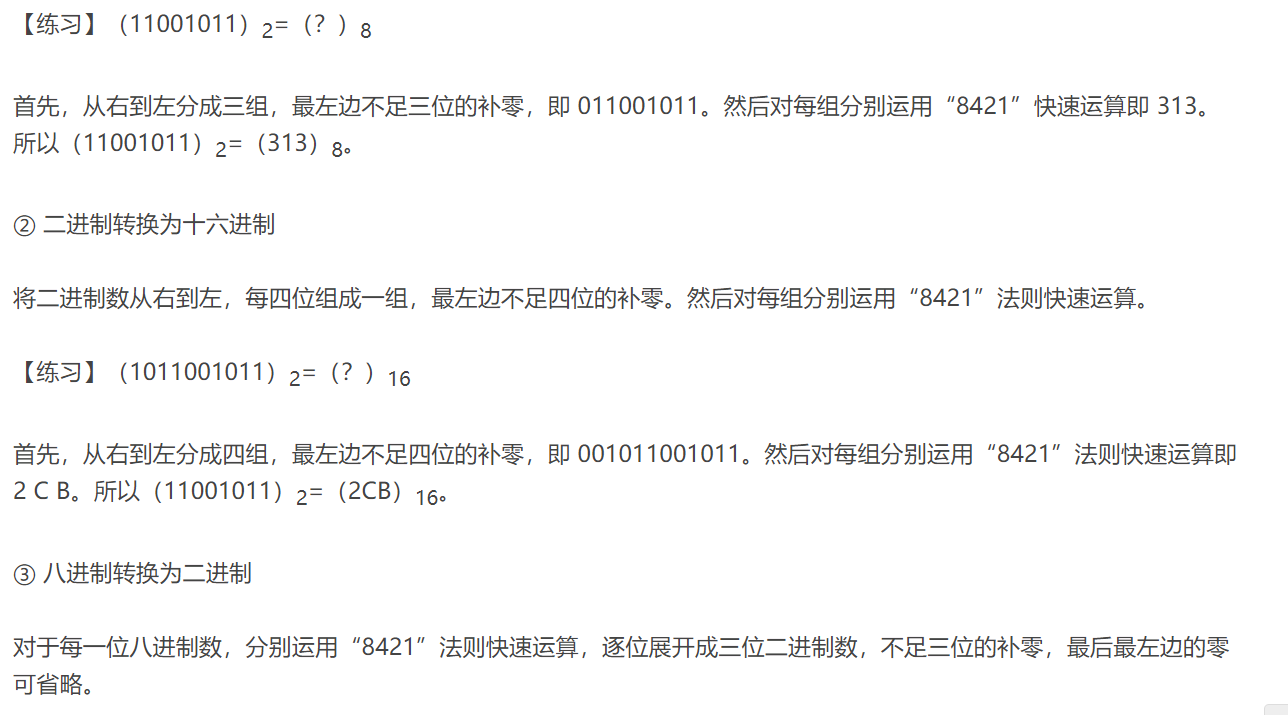 【练习】（11001011）2=（？）8
首先，从右到左分成三组，最左边不足三位的补零，即 011001011。然后对每组分别运用“8421”快速运算即 313。
所以（11001011）2=（313）8。
② 二进制转换为十六进制
将二进制数从右到左，每四位组成一组，最左边不足四位的补零。然后对每组分别运用“8421”法则快速运算。
【练习】（1011001011）2=（？）16
首先，从右到左分成四组，最左边不足四位的补零，即 001011001011。然后对每组分别运用“8421”法则快速运算即
2 C B。所以（11001011）2=（2CB）16。
③ 八进制转换为二进制
对于每一位八进制数，分别运用“8421”法则快速运算，逐位展开成三位二进制数，不足三位的补零，最后最左边的零
可省略。